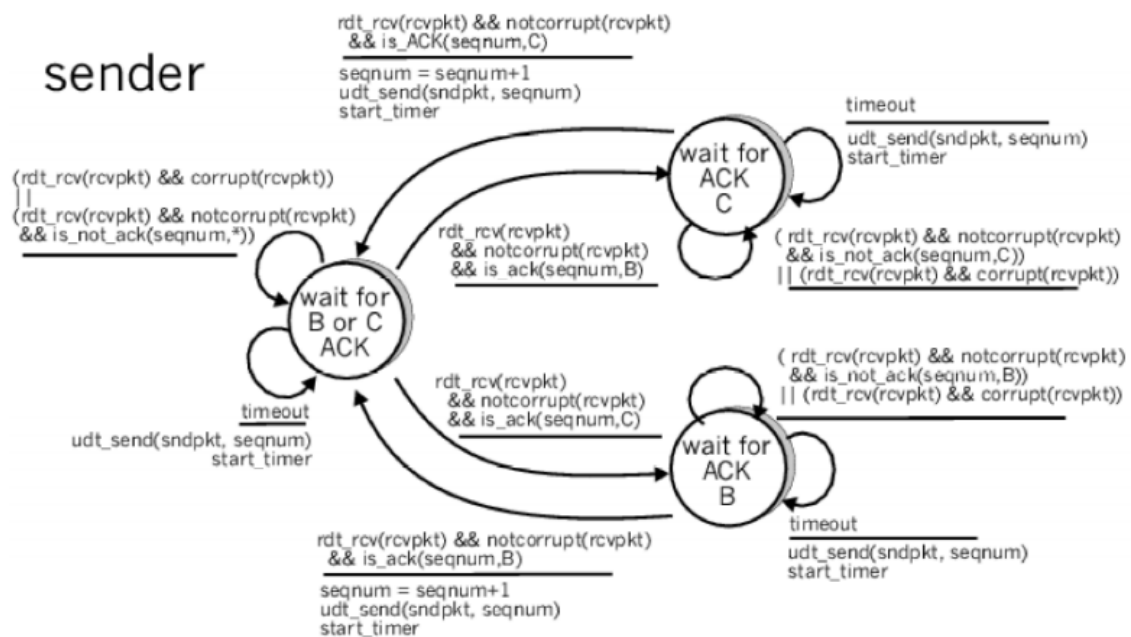 sender
rdt_rcv(rcvpkt) && notcorrupt(rcvpkt)
&& is_ACK(seqnum,C)
seqnum = seqnum+1
udt_send(sndpkt, seqnum)
start_timer
timeout
udt_send(sndpkt, seqnum)
start_timer
wait for
ACK
C
(rdt_rcv(rcvpkt) && corrupt(rcvpkt))
||
(rdt_rcv(rcvpkt) && notcorrupt(rcvpkt)
&& is_not_ack(seqnum,*))
rdt_rcv(rcvpkt)
&& notcorrupt(rcvpkt)
&& is_ack(seqnum,B)
( rdt_rcv(rcvpkt) && notcorrupt(rcvpkt)
&&is_not_ack(seqnum,C))
|| (rdt_rcv(rcvpkt) && corrupt(rcvpkt))
wait for
B or C
ACK
timeout
udt_send(sndpkt, seqnum)
start_timer
rdt_rcv(rcvpkt)
&& notcorrupt(rcvpkt)
&& is_ack(seqnum,C)
( rdt_rcv(rcvpkt) && notcorrupt(rcvpkt)
&&is_not_ack(seqnum,B))
|| (rdt_rcv(rcvpkt) && corrupt(rcvpkt))
wait for
ACK
B
timeout
udt_send(sndpkt, seqnum)
start_timer
rdt_rcv(rcvpkt) && notcorrupt(rcvpkt)
&& is_ack(seqnum,B)
seqnum = seqnum+1
udt_send(sndpkt, seqnum)
start_timer